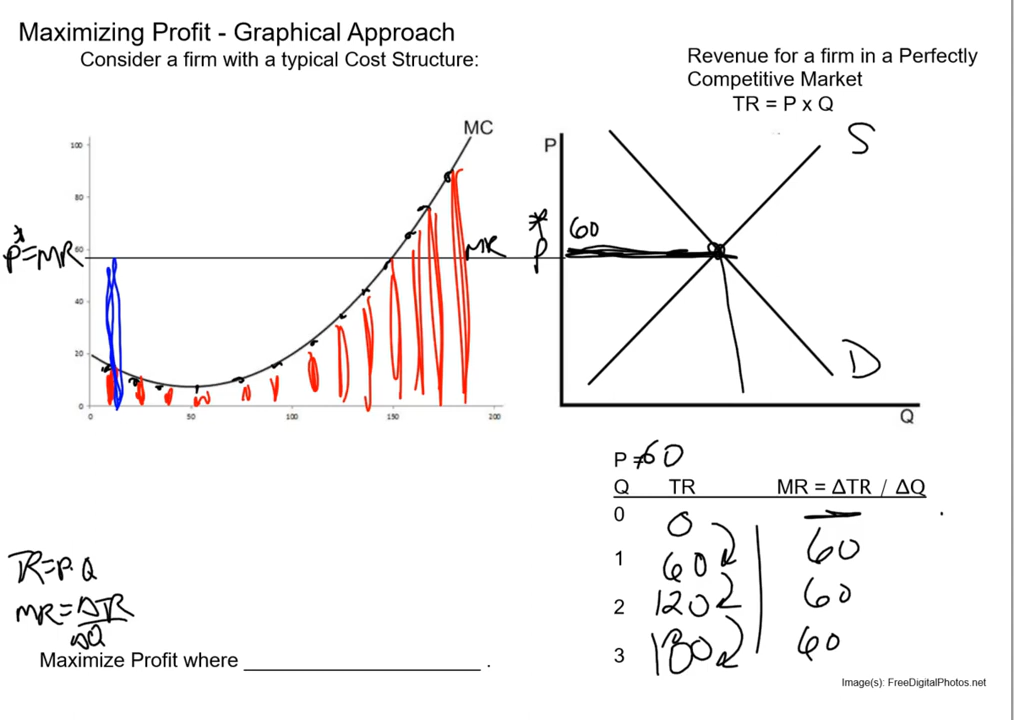 Maximizing Profit - Graphical Approach
Consider a firm with a typical Cost Structure:
Revenue for a firm in a Perfectly
Competitive Market
TR = P x Q
MC
100
80
60
40
20
0
0 50 100 150 200
P* = MR
MR
P
P*
60
S
D
Q
P = 60
Q TR MR = ΔTR / ΔQ
0 0 —
1 60 60
2 120 60
3 180 60
TR = P · Q
MR = ΔTR
ΔQ
Maximize Profit where ______________________ .
Image(s): FreeDigitalPhotos.net